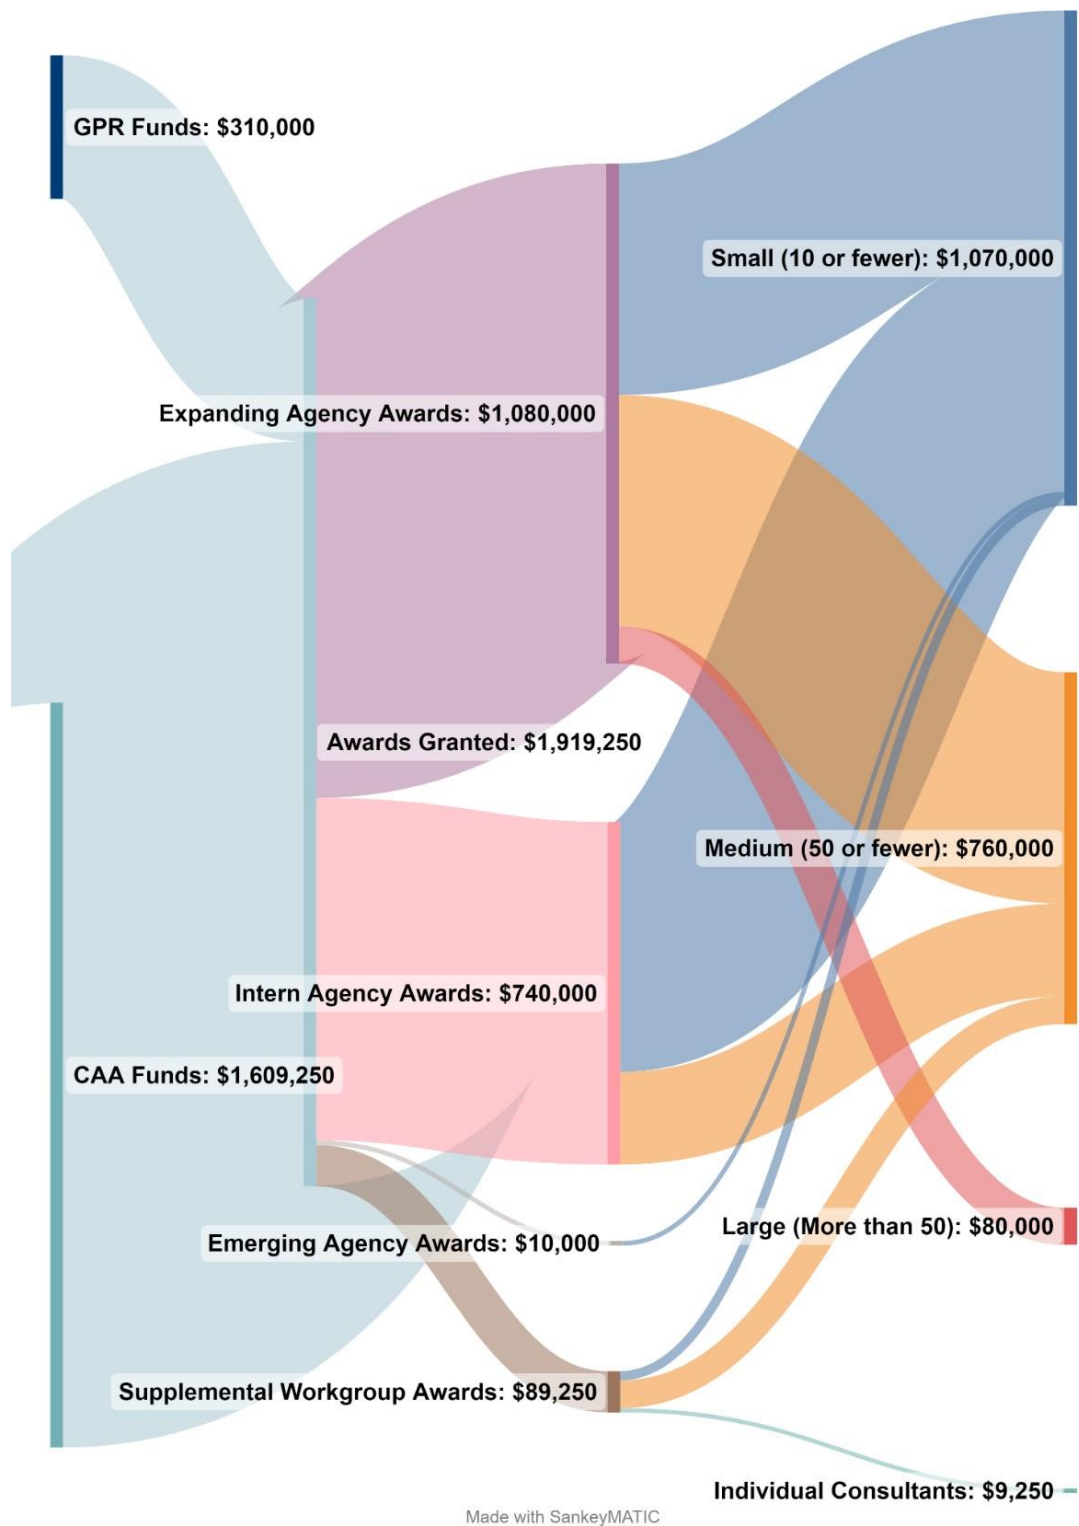 GPR Funds: $310,000
Small (10 or fewer): $1,070,000
Expanding Agency Awards: $1,080,000
Awards Granted: $1,919,250
Medium (50 or fewer): $760,000
Intern Agency Awards: $740,000
CAA Funds: $1,609,250
Large (More than 50): $80,000
Emerging Agency Awards: $10,000
Supplemental Workgroup Awards: $89,250
Individual Consultants: $9,250
Made with SankeyMATIC